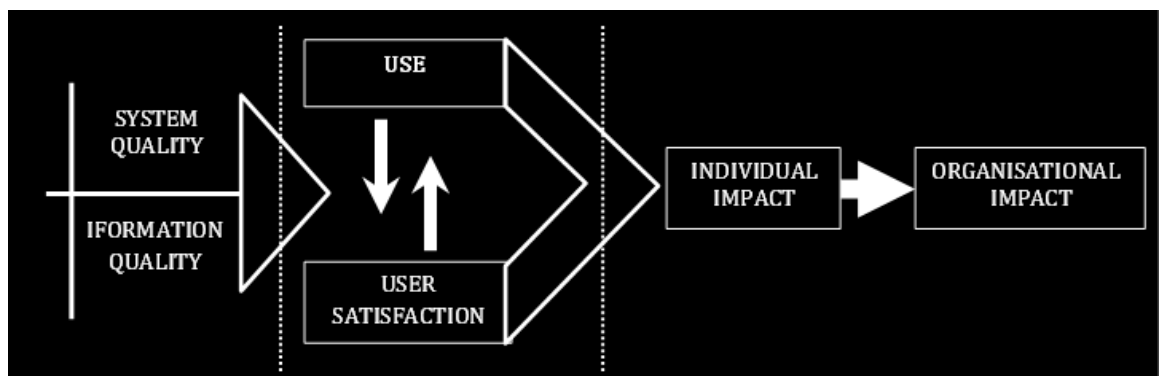 SYSTEM
QUALITY
IFORMATION
QUALITY
USE
USER
SATISFACTION
INDIVIDUAL
IMPACT
ORGANISATIONAL
IMPACT